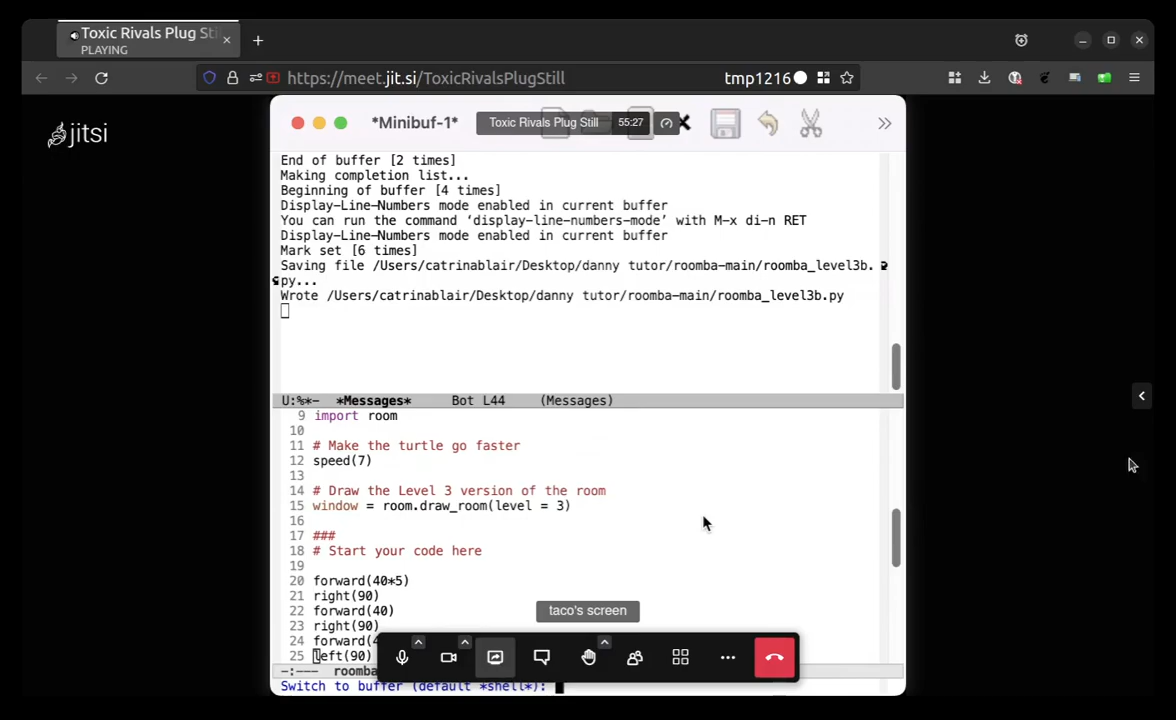 Toxic Rivals Plug Sti
PLAYING
https://meet.jit.si/ToxicRivalsPlugStill
tmp1216
jitsi
*Minibuf-1*
Toxic Rivals Plug Still
55:27
End of buffer [2 times]
Making completion list...
Beginning of buffer [4 times]
Display-Line-Numbers mode enabled in current buffer
You can run the command ‘display-line-numbers-mode’ with M-x di-n RET
Display-Line-Numbers mode enabled in current buffer
Mark set [6 times]
Saving file /Users/catrinablair/Desktop/danny tutor/roomba-main/roomba_level3b.
py...
Wrote /Users/catrinablair/Desktop/danny tutor/roomba-main/roomba_level3b.py
U:%*- *Messages* Bot L44 (Messages)
9 import room
10
11 # Make the turtle go faster
12 speed(7)
13
14 # Draw the Level 3 version of the room
15 window = room.draw_room(level = 3)
16
17 ###
18 # Start your code here
19
20 forward(40*5)
21 right(90)
22 forward(40)
23 right(90)
24 forward(4
25 left(90)
taco's screen
-:--- roomba
Switch to buffer (default *shell*):